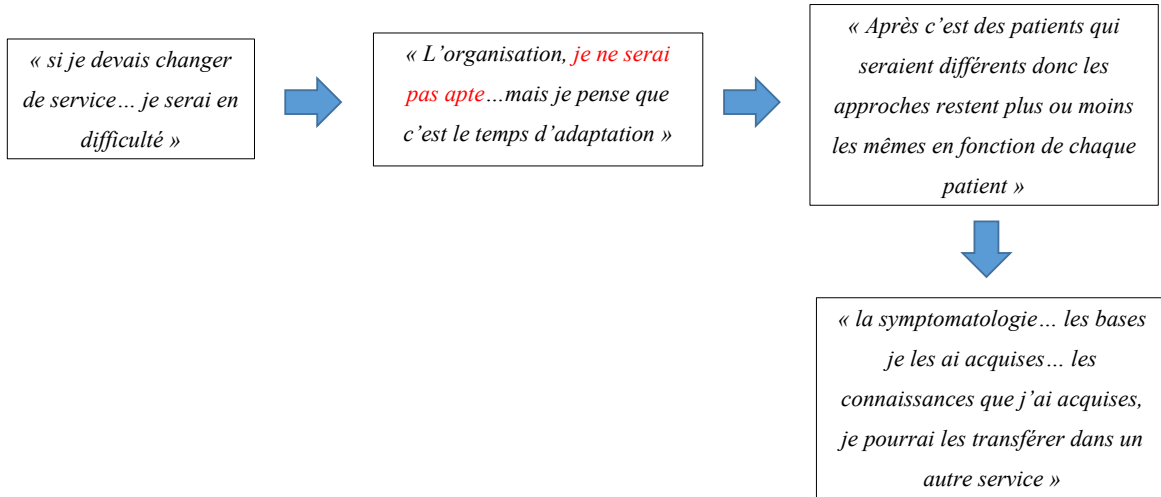 « si je devais changer
de service… je serai en
difficulté »
« L’organisation, je ne serai
pas apte…mais je pense que
c’est le temps d’adaptation »
« Après c’est des patients qui
seraient différents donc les
approches restent plus ou moins
les mêmes en fonction de chaque
patient »
« la symptomatologie… les bases
je les ai acquises… les
connaissances que j’ai acquises,
je pourrai les transférer dans un
autre service »